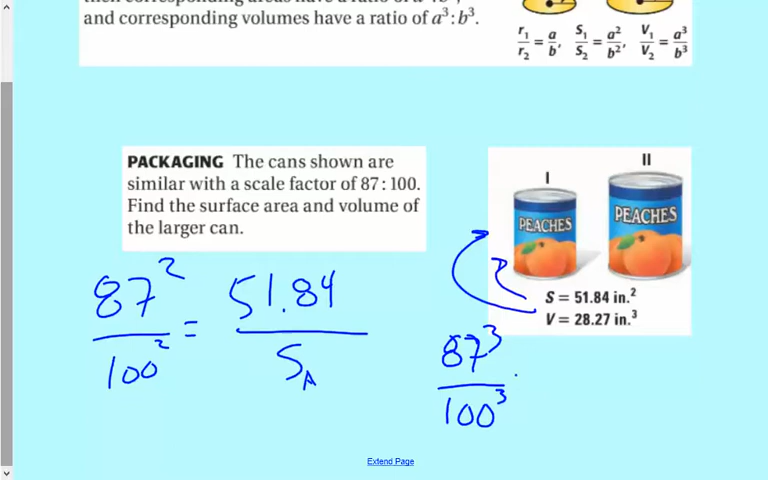 and corresponding volumes have a ratio of a³:b³.
r₁/r₂ = a/b, S₁/S₂ = a²/b², V₁/V₂ = a³/b³
PACKAGING The cans shown are
similar with a scale factor of 87:100.
Find the surface area and volume of
the larger can.
I
II
PEACHES
PEACHES
S = 51.84 in.²
V = 28.27 in.³
87²/100² = 51.84/SA
87³/100³
Extend Page